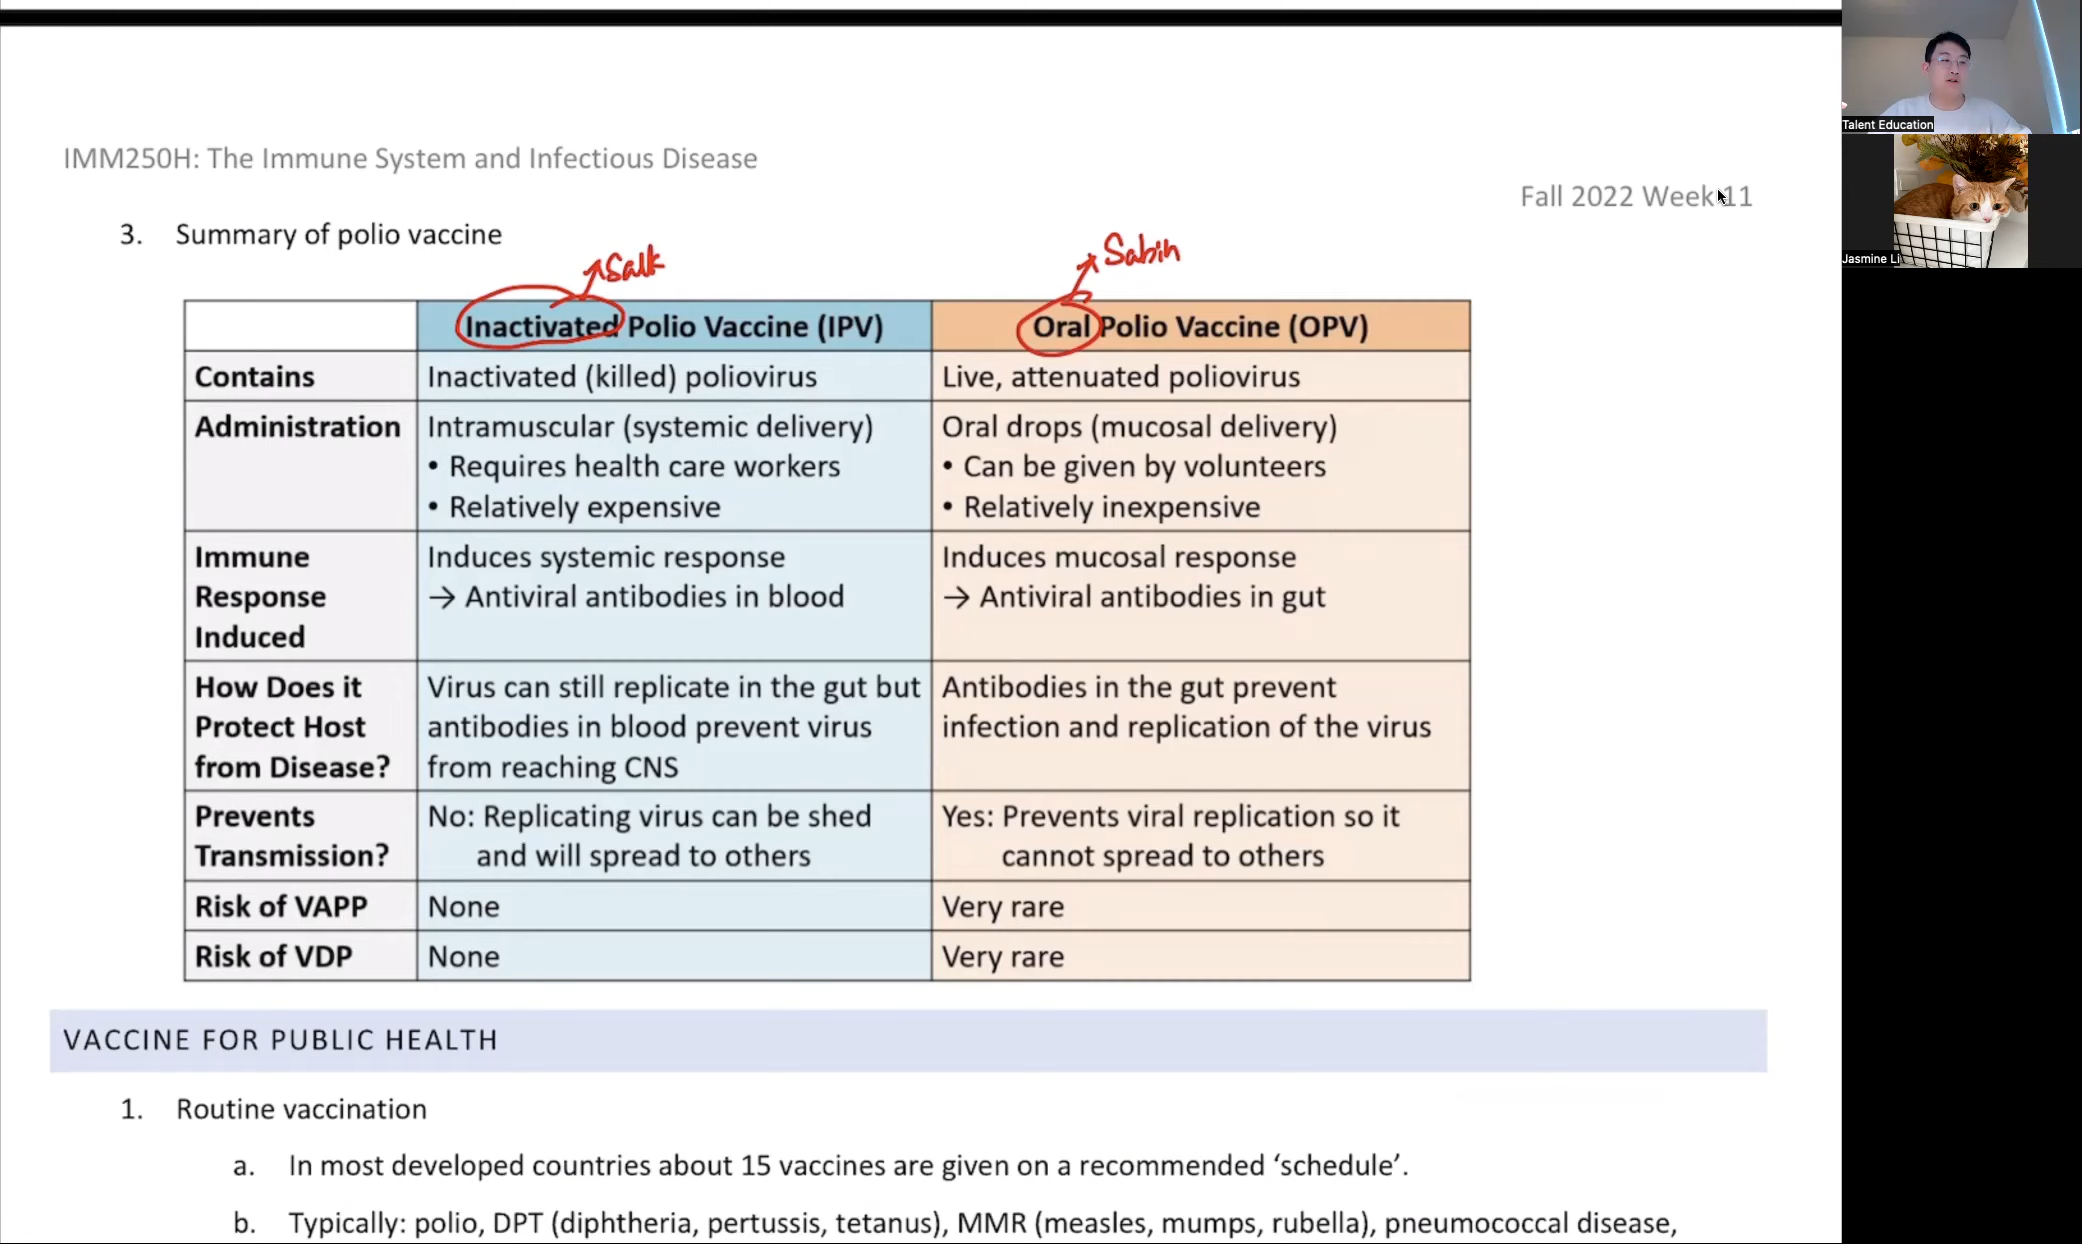 Talent Education
IMM250H: The Immune System and Infectious Disease
Fall 2022 Week 11
Jasmine Li
3. Summary of polio vaccine
Salk
Sabin
Inactivated Polio Vaccine (IPV)
Oral Polio Vaccine (OPV)
Contains
Inactivated (killed) poliovirus
Live, attenuated poliovirus
Administration
Intramuscular (systemic delivery)
• Requires health care workers
• Relatively expensive
Oral drops (mucosal delivery)
• Can be given by volunteers
• Relatively inexpensive
Immune
Response
Induced
Induces systemic response
→ Antiviral antibodies in blood
Induces mucosal response
→ Antiviral antibodies in gut
How Does it
Protect Host
from Disease?
Virus can still replicate in the gut but
antibodies in blood prevent virus
from reaching CNS
Antibodies in the gut prevent
infection and replication of the virus
Prevents
Transmission?
No: Replicating virus can be shed
and will spread to others
Yes: Prevents viral replication so it
cannot spread to others
Risk of VAPP
None
Very rare
Risk of VDP
None
Very rare
VACCINE FOR PUBLIC HEALTH
1. Routine vaccination
a. In most developed countries about 15 vaccines are given on a recommended ‘schedule’.
b. Typically: polio, DPT (diphtheria, pertussis, tetanus), MMR (measles, mumps, rubella), pneumococcal disease,